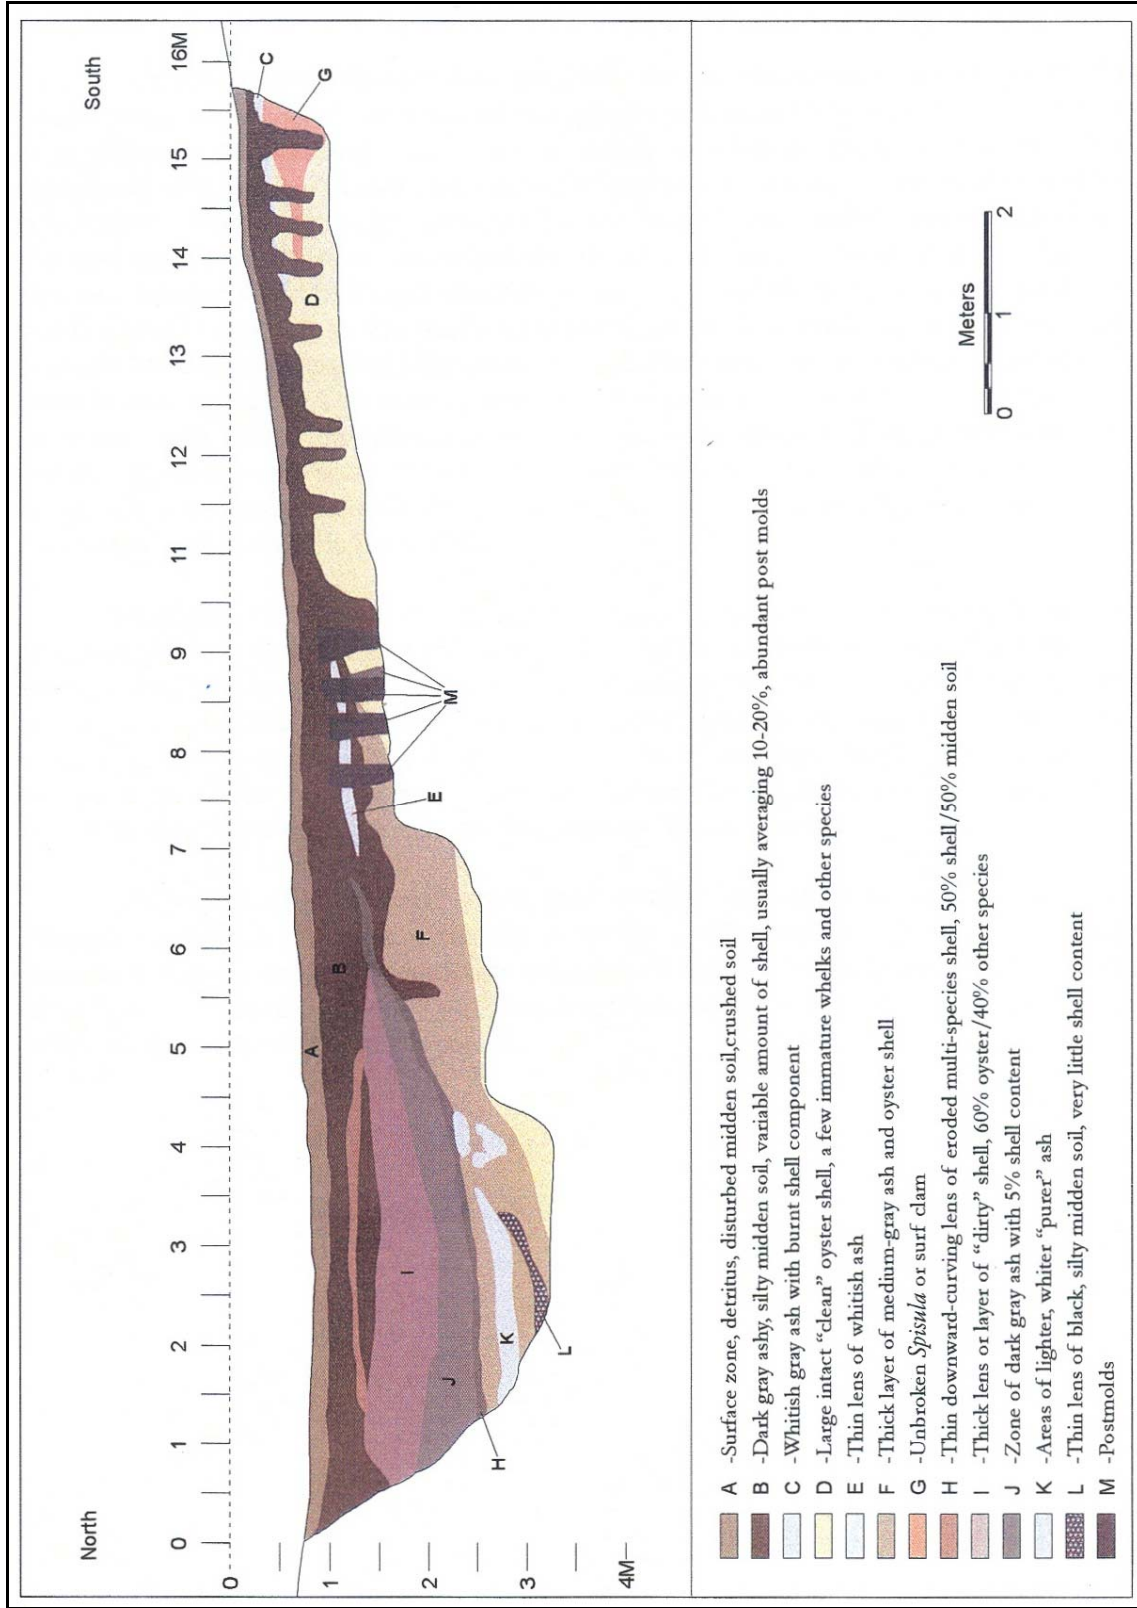 North
South
0 1 2 3 4 5 6 7 8 9 10 11 12 13 14 15 16M
0
1
2
3
4M
A
B
C
D
E
F
G
H
I
J
K
L
M
Meters
0 1 2
A -Surface zone, detritus, disturbed midden soil,crushed soil
B -Dark gray ashy, silty midden soil, variable amount of shell, usually averaging 10-20%, abundant post molds
C -Whitish gray ash with burnt shell component
D -Large intact “clean” oyster shell, a few immature whelks and other species
E -Thin lens of whitish ash
F -Thick layer of medium-gray ash and oyster shell
G -Unbroken Spisula or surf clam
H -Thin downward-curving lens of eroded multi-species shell, 50% shell/50% midden soil
I -Thick lens or layer of “dirty” shell, 60% oyster/40% other species
J -Zone of dark gray ash with 5% shell content
K -Areas of lighter, whiter “purer” ash
L -Thin lens of black, silty midden soil, very little shell content
M -Postmolds